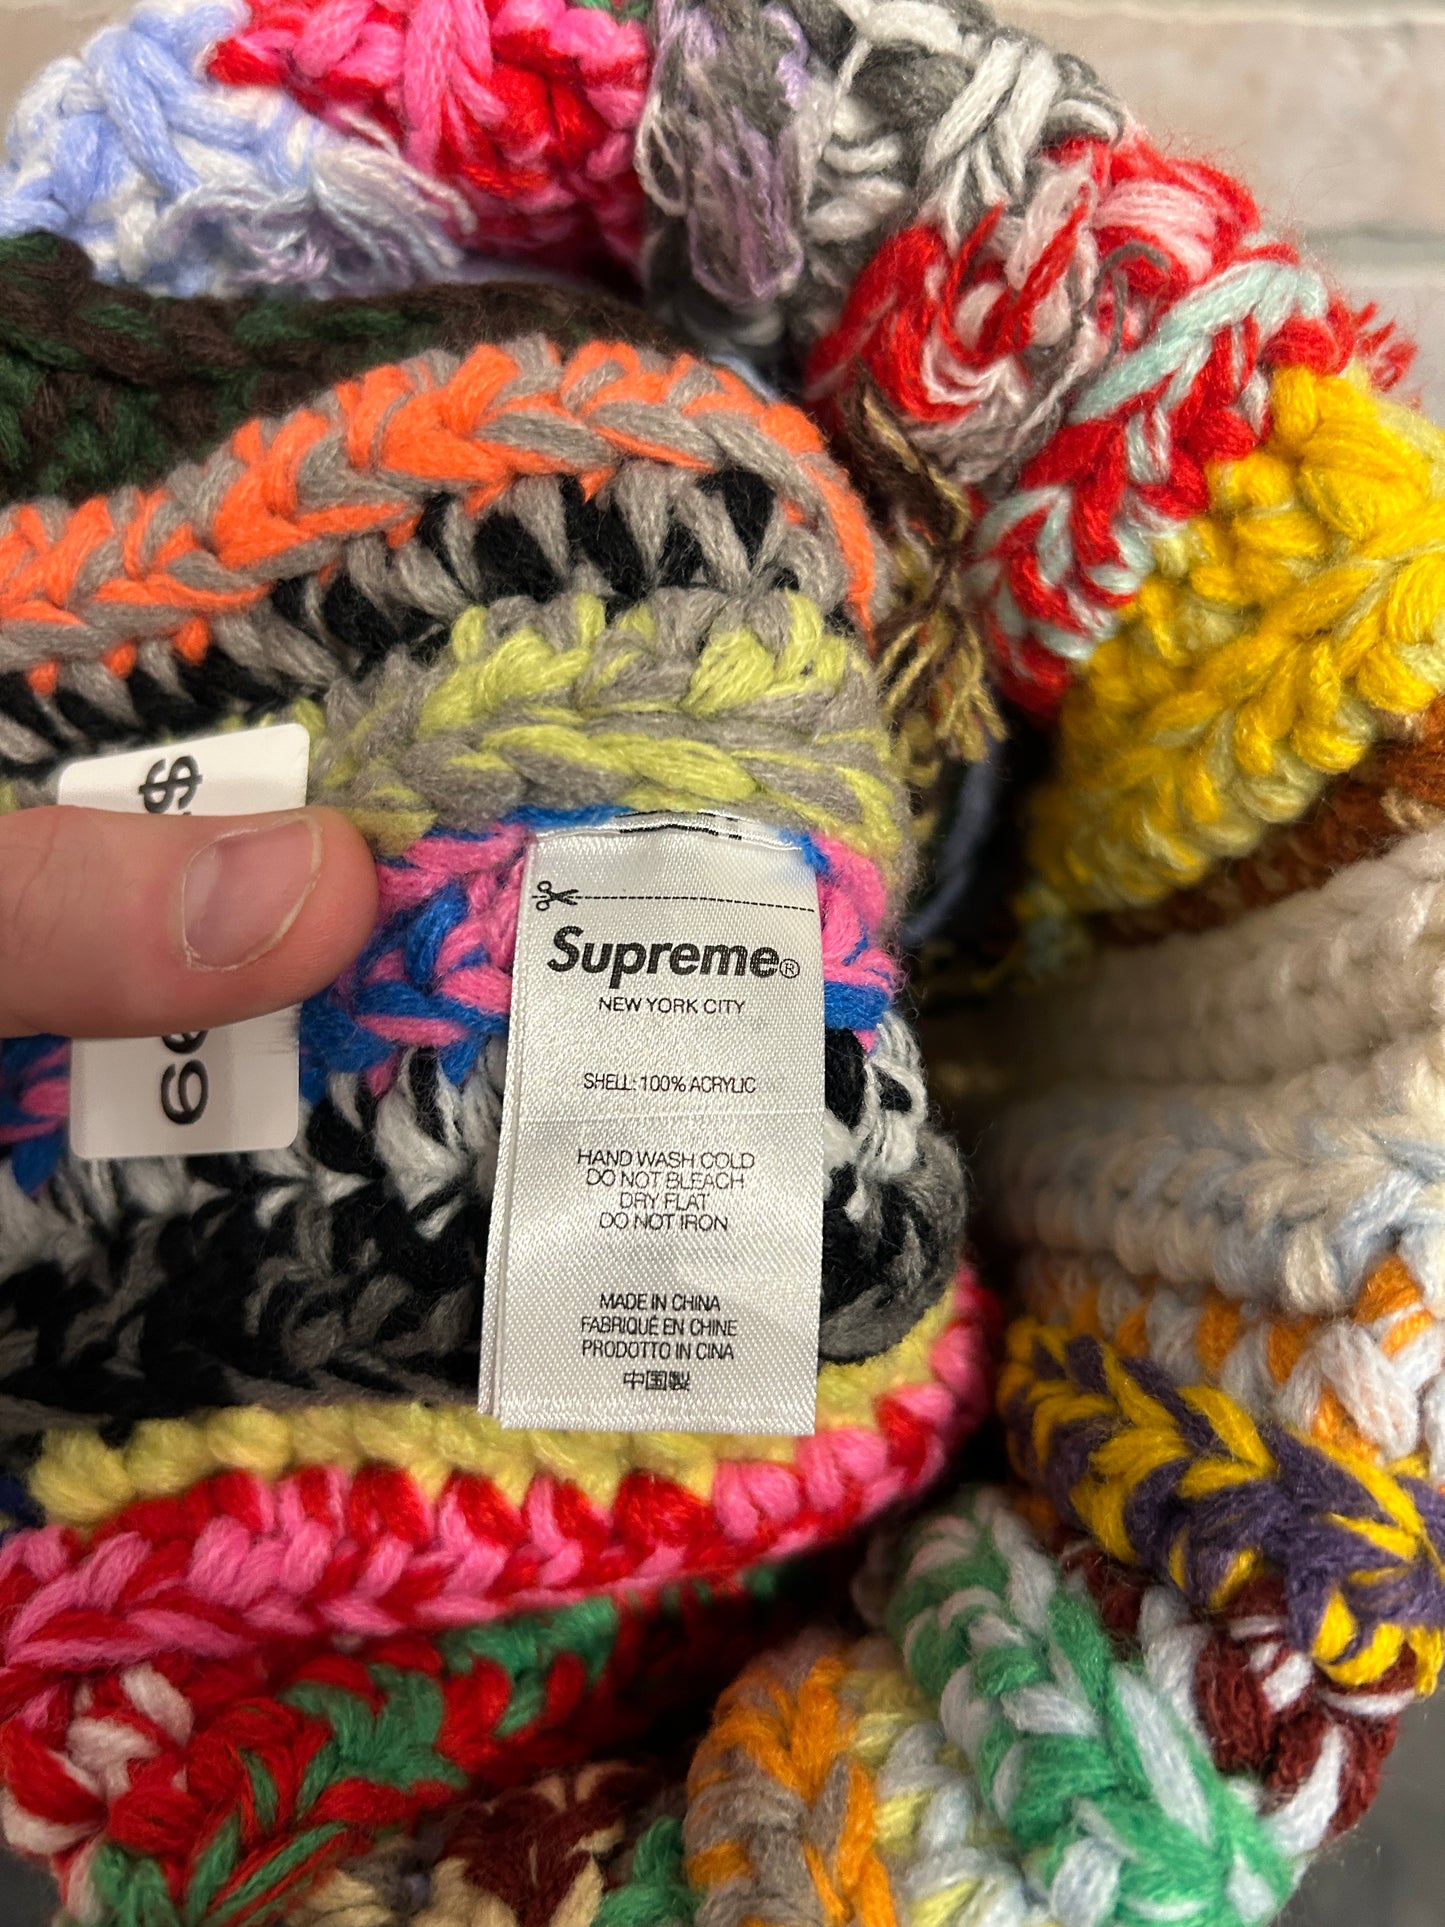 $
Supreme®
NEW YORK CITY
SHELL: 100% ACRYLIC
HAND WASH COLD
DO NOT BLEACH
DRY FLAT
DO NOT IRON
MADE IN CHINA
FABRIQUÉ EN CHINE
PRODOTTO IN CINA
中国製